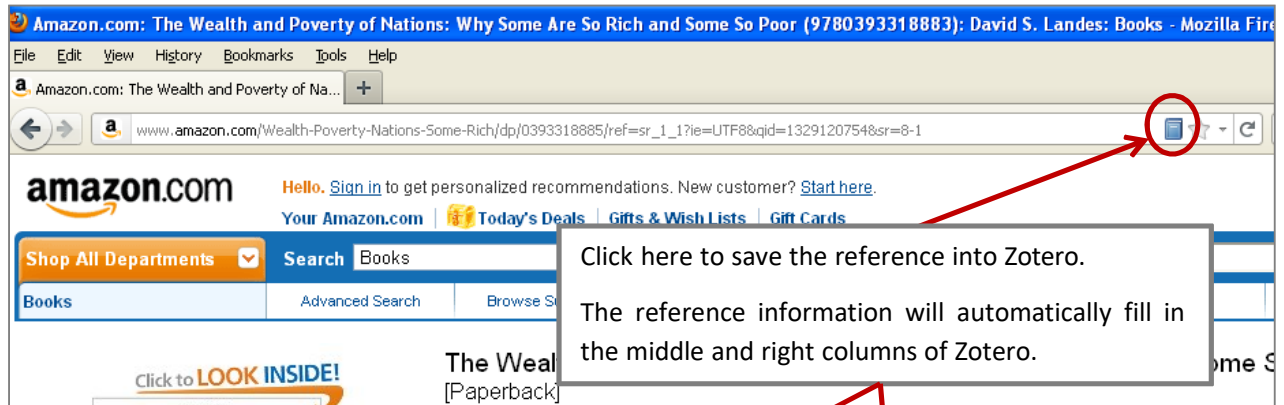 Amazon.com: The Wealth and Poverty of Nations: Why Some Are So Rich and Some So Poor (9780393318883): David S. Landes: Books - Mozilla Fire
File Edit View History Bookmarks Tools Help
a Amazon.com: The Wealth and Poverty of Na... +
a www.amazon.com/Wealth-Poverty-Nations-Some-Rich/dp/0393318885/ref=sr_1_1?ie=UTF8&qid=1329120754&sr=8-1
amazon.com
Hello. Sign in to get personalized recommendations. New customer? Start here.
Your Amazon.com Today's Deals Gifts & Wish Lists Gift Cards
Shop All Departments Search Books
Books Advanced Search Browse Su
Click here to save the reference into Zotero.
The reference information will automatically fill in
the middle and right columns of Zotero.
Click to LOOK INSIDE!
The Weal ome S
[Paperback]